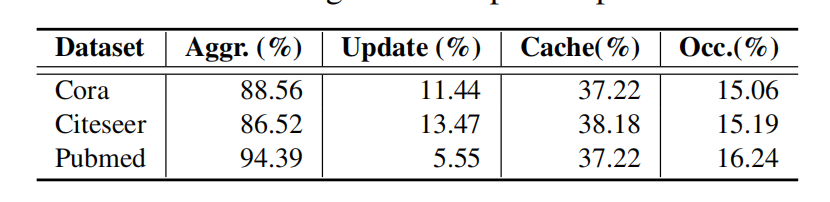 Dataset Aggr. (%) Update (%) Cache(%) Occ.(%)
Cora 88.56 11.44 37.22 15.06
Citeseer 86.52 13.47 38.18 15.19
Pubmed 94.39 5.55 37.22 16.24